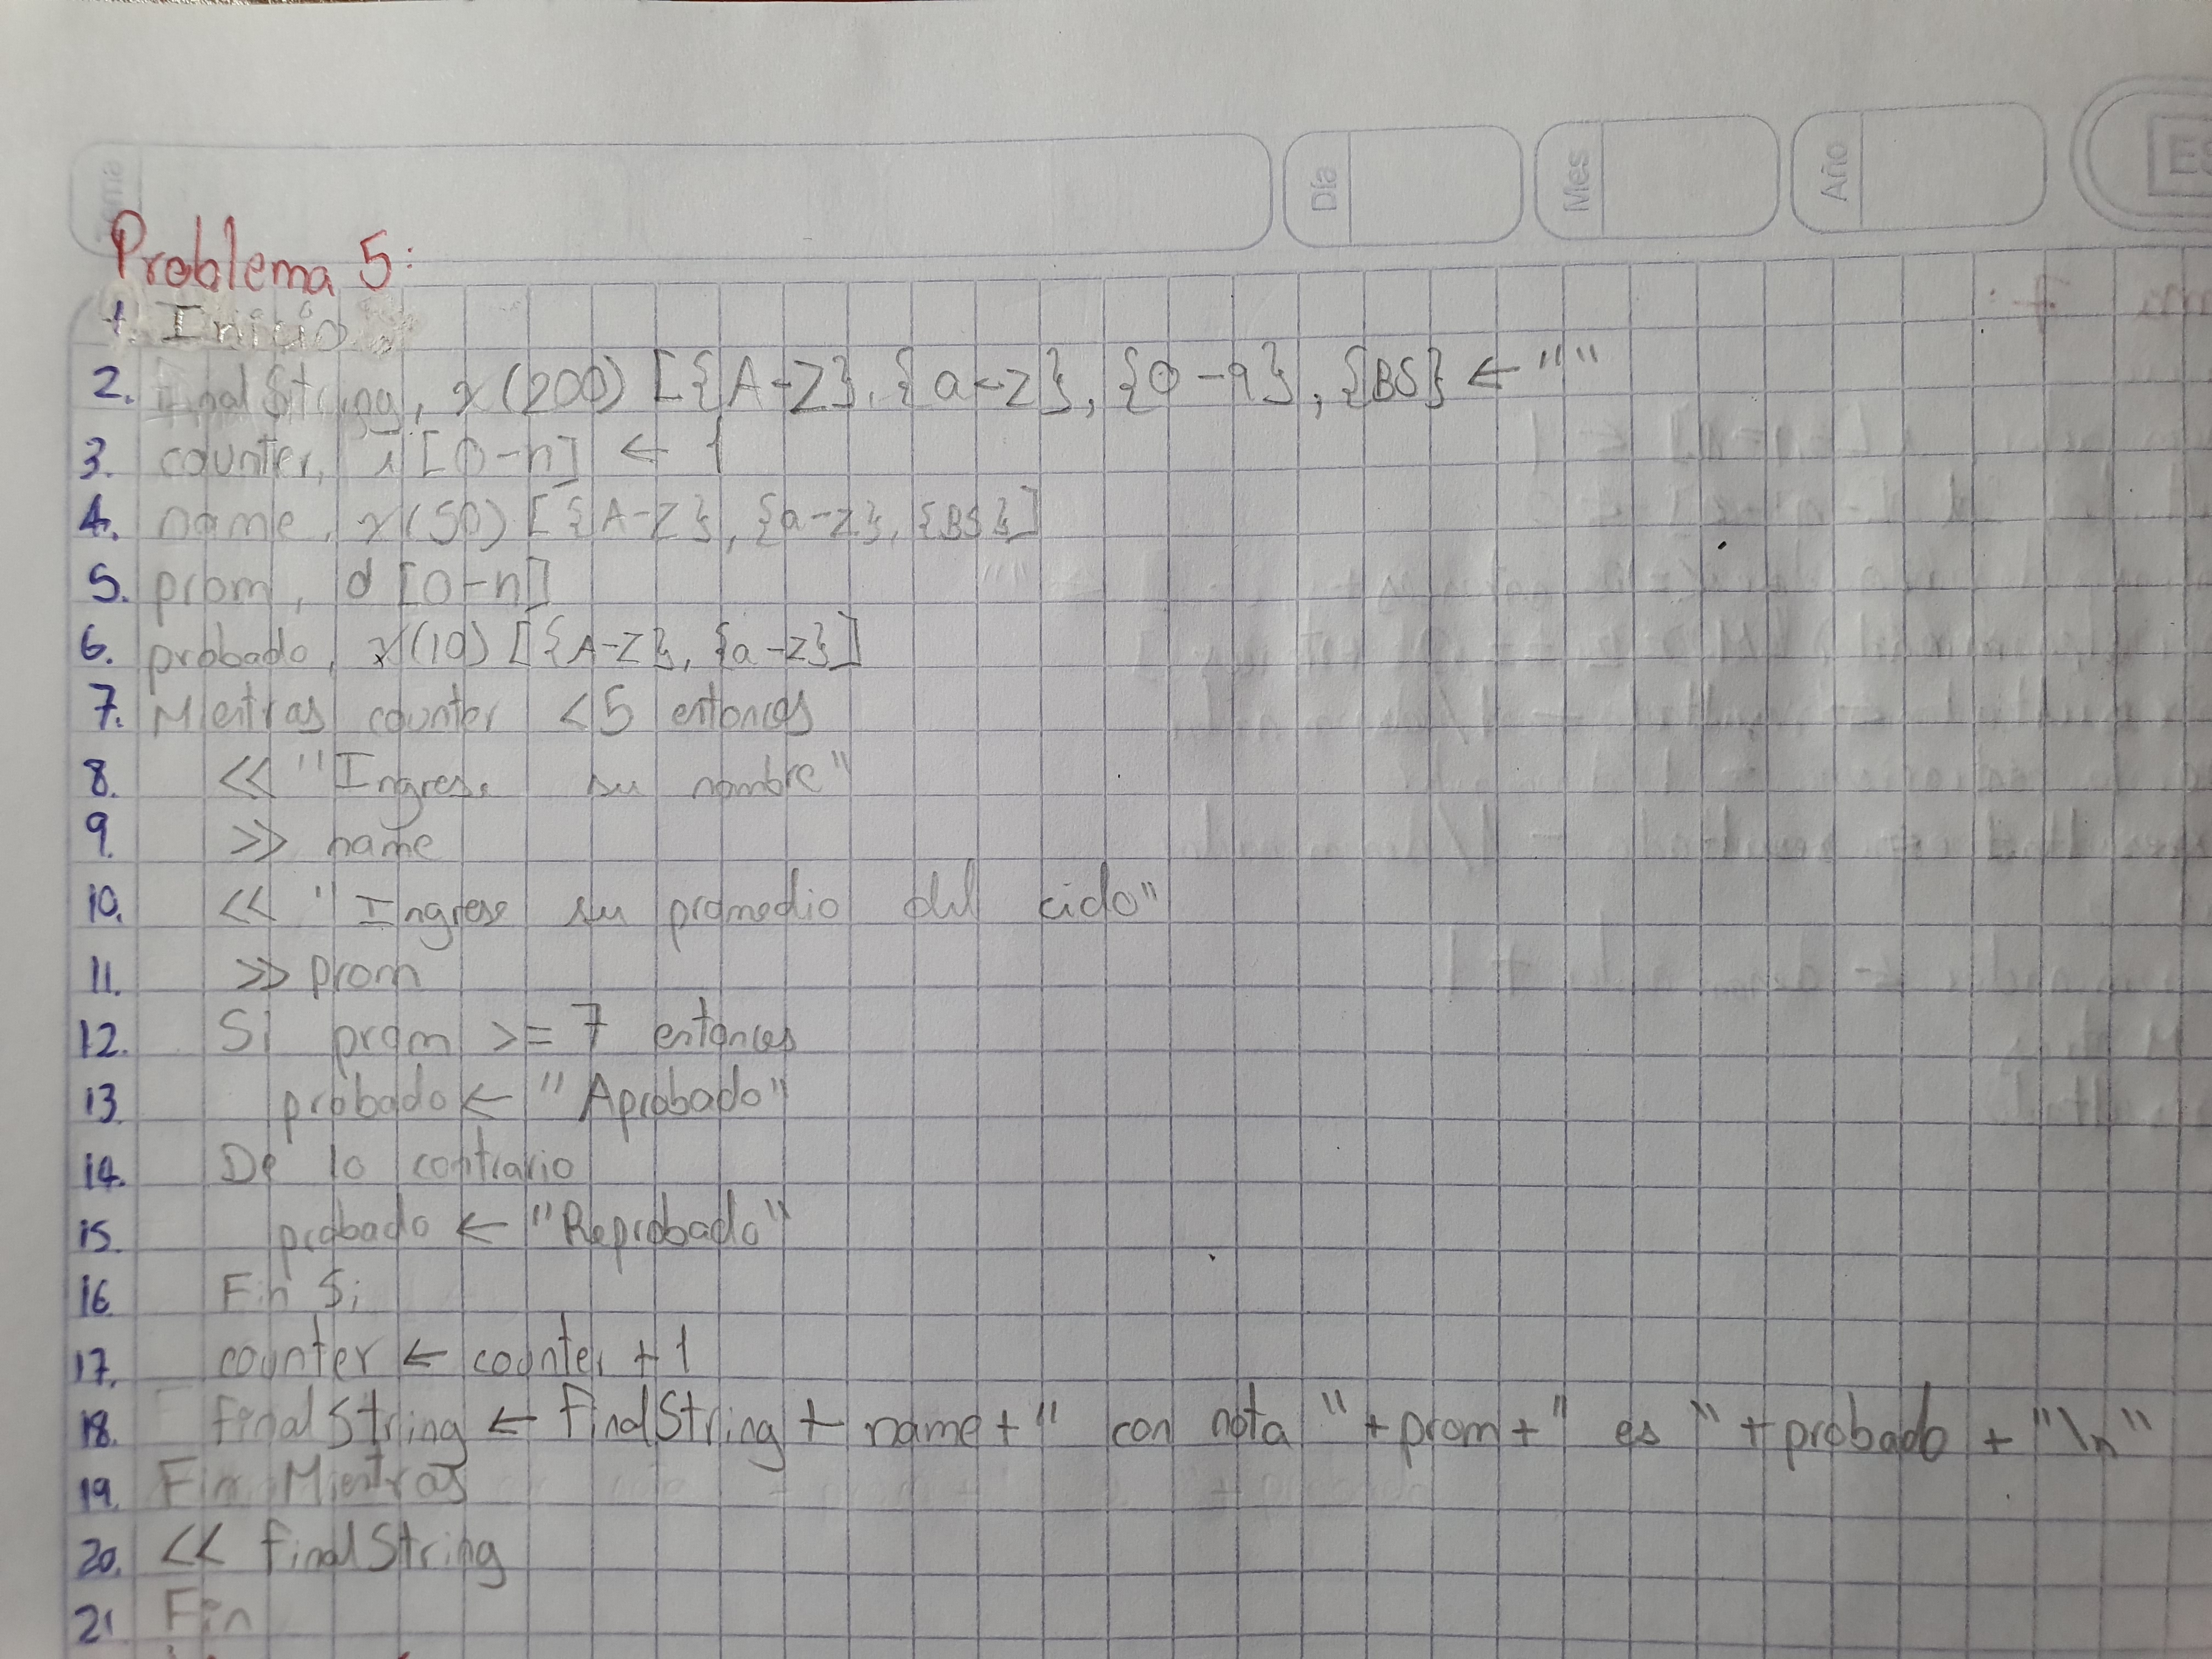 Día
Mes
Año
Problema 5:
1. Inicio
2. finalString, x(200) [{A-Z}, {a-z}, {0-9}, {BS} ← ""
3. counter, i [0-n] ← 1
4. name, x(50) [{A-Z}, {a-z}, {BS}]
5. prom, d [0-n]
6. probado, x(10) [{A-Z}, {a-z}]
7. Mientras counter <5 entonces
8. << "Ingrese su nombre"
9. >> name
10. << "Ingrese su promedio del ciclo"
11. >> prom
12. Si prom >= 7 entonces
13. probado ← "Aprobado"
14. De lo contrario
15. probado ← "Reprobado"
16. Fin Si
17. counter ← counter + 1
18. finalString ← finalString + name + " con nota " + prom + " es " + probado + "\n"
19. Fin Mientras
20. << finalString
21 Fin